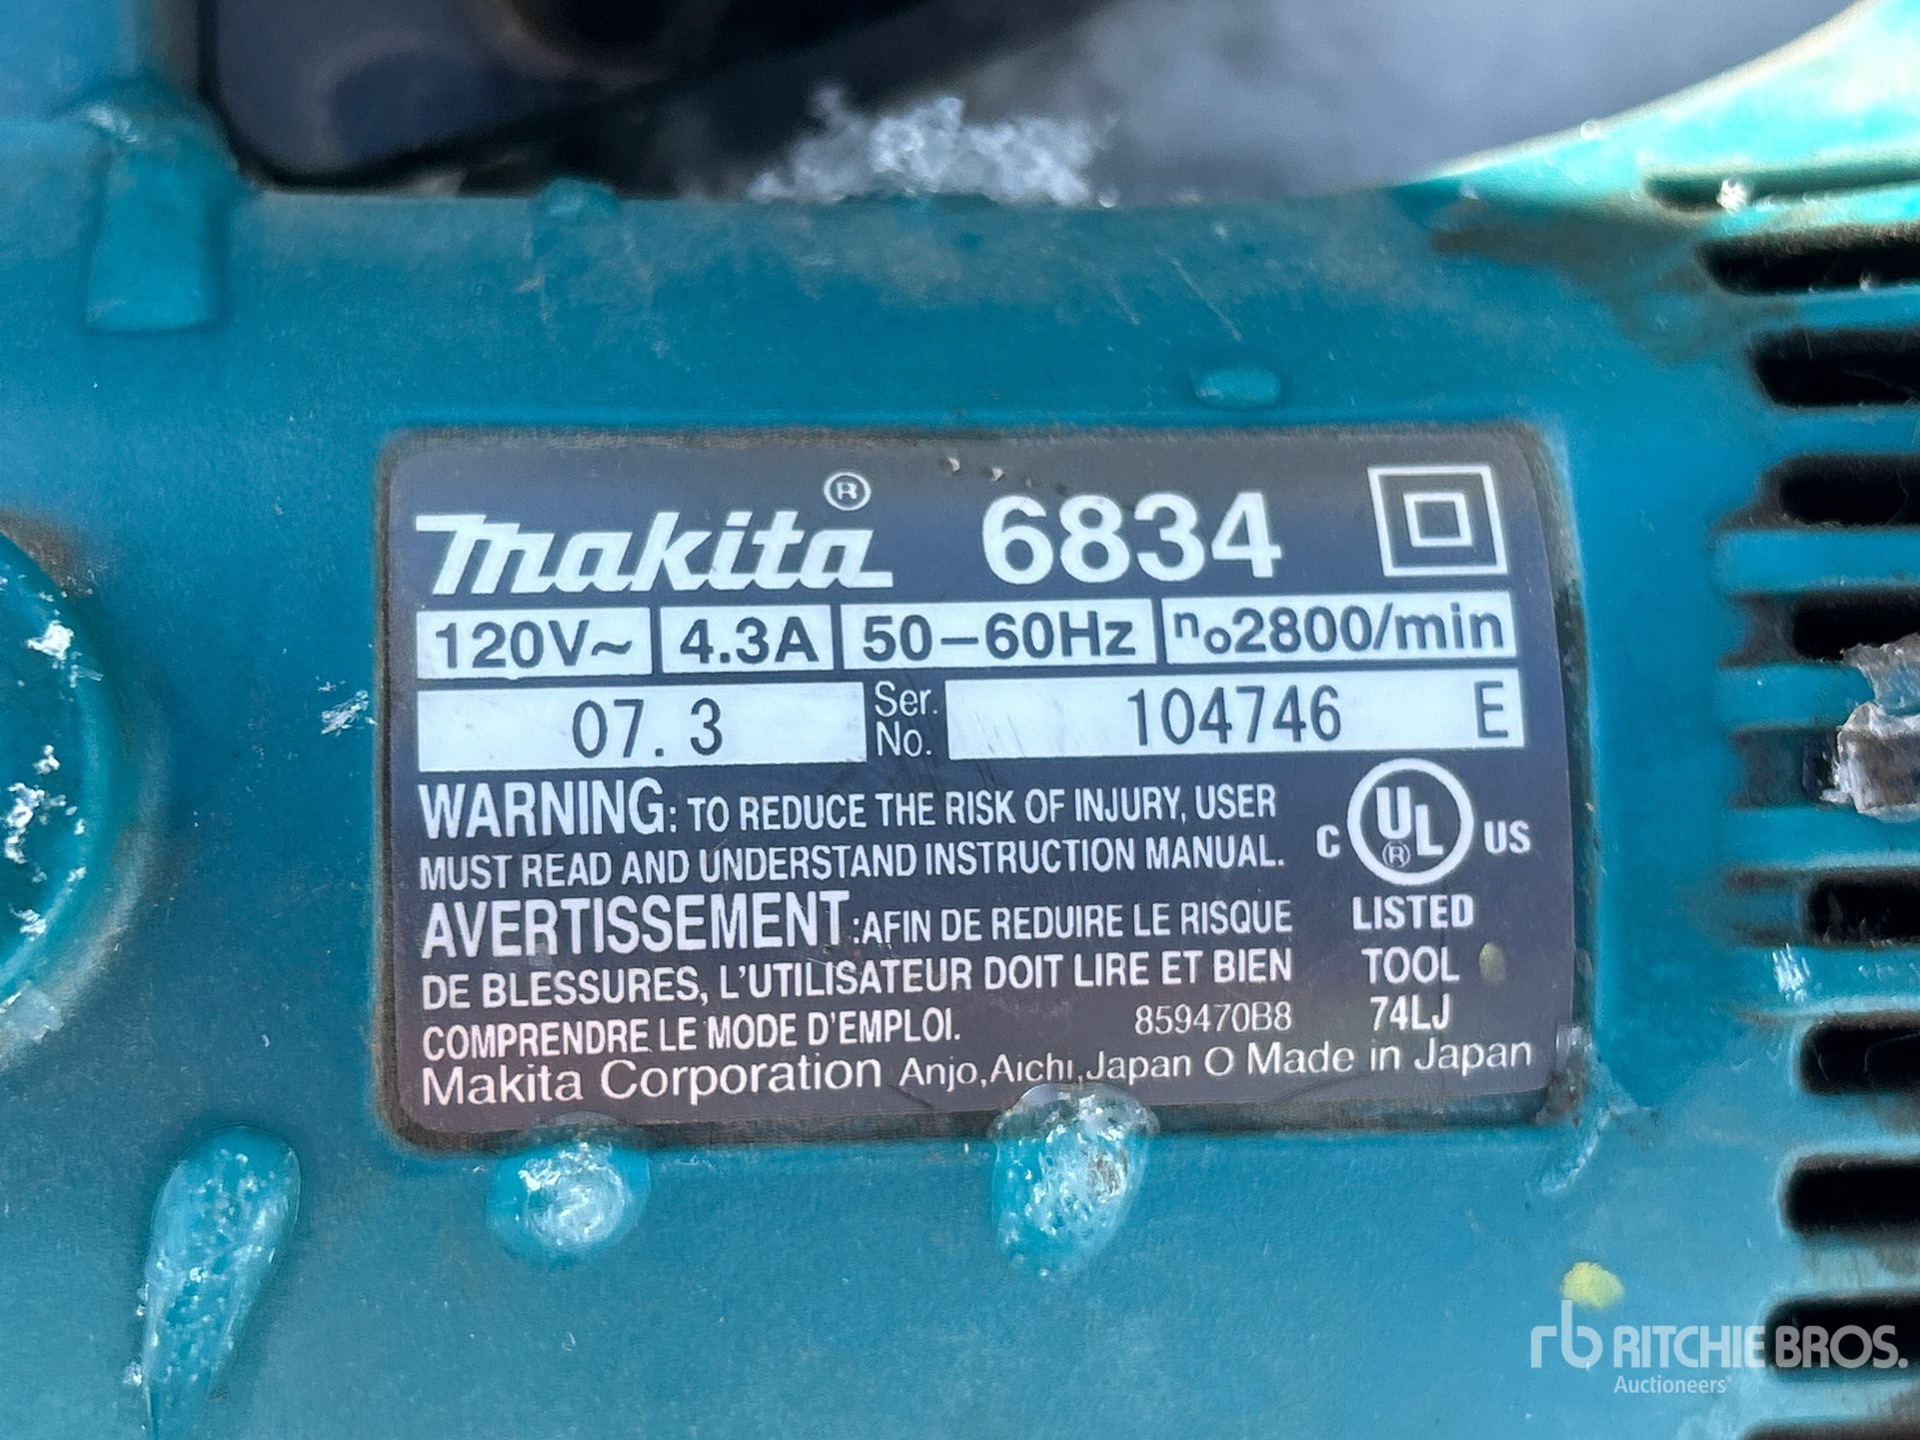 makita® 6834
120V~ 4.3A 50-60Hz no2800/min
07. 3 Ser. No. 104746 E
WARNING: TO REDUCE THE RISK OF INJURY, USER
MUST READ AND UNDERSTAND INSTRUCTION MANUAL.
AVERTISSEMENT:AFIN DE REDUIRE LE RISQUE
DE BLESSURES, L'UTILISATEUR DOIT LIRE ET BIEN
COMPRENDRE LE MODE D'EMPLOI. 859470B8
C UL® US
LISTED
TOOL
74LJ
Makita Corporation Anjo,Aichi,Japan O Made in Japan
rb RITCHIE BROS.
Auctioneers